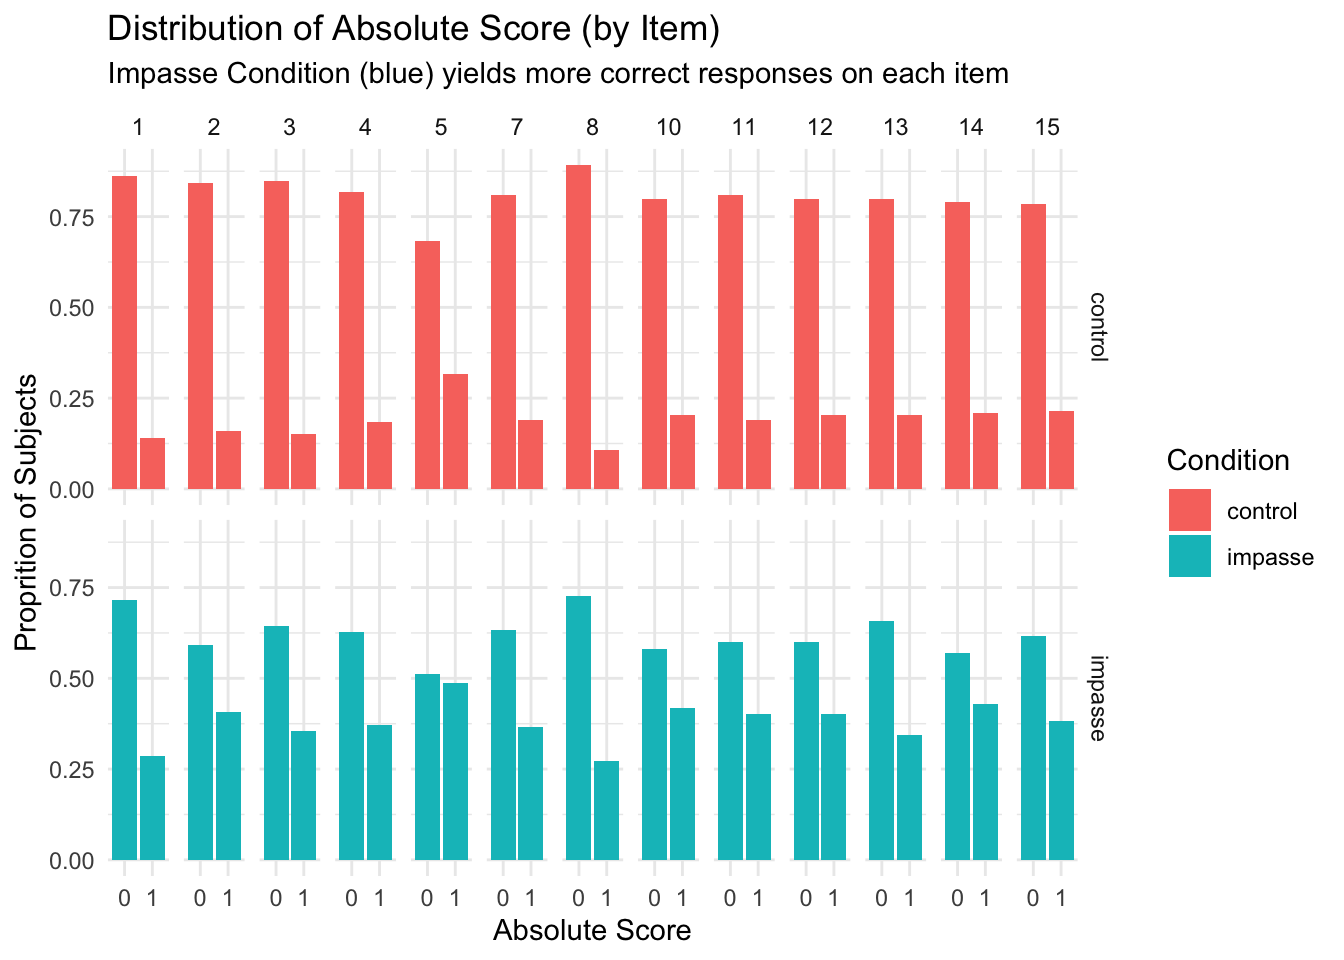 Distribution of Absolute Score (by Item)
Impasse Condition (blue) yields more correct responses on each item
1 2 3 4 5 7 8 10 11 12 13 14 15
0.75
0.50
0.25
0.00
control
0.75
0.50
0.25
0.00
impasse
Proprition of Subjects
0 1 0 1 0 1 0 1 0 1 0 1 0 1 0 1 0 1 0 1 0 1 0 1 0 1
Absolute Score
Condition
control
impasse